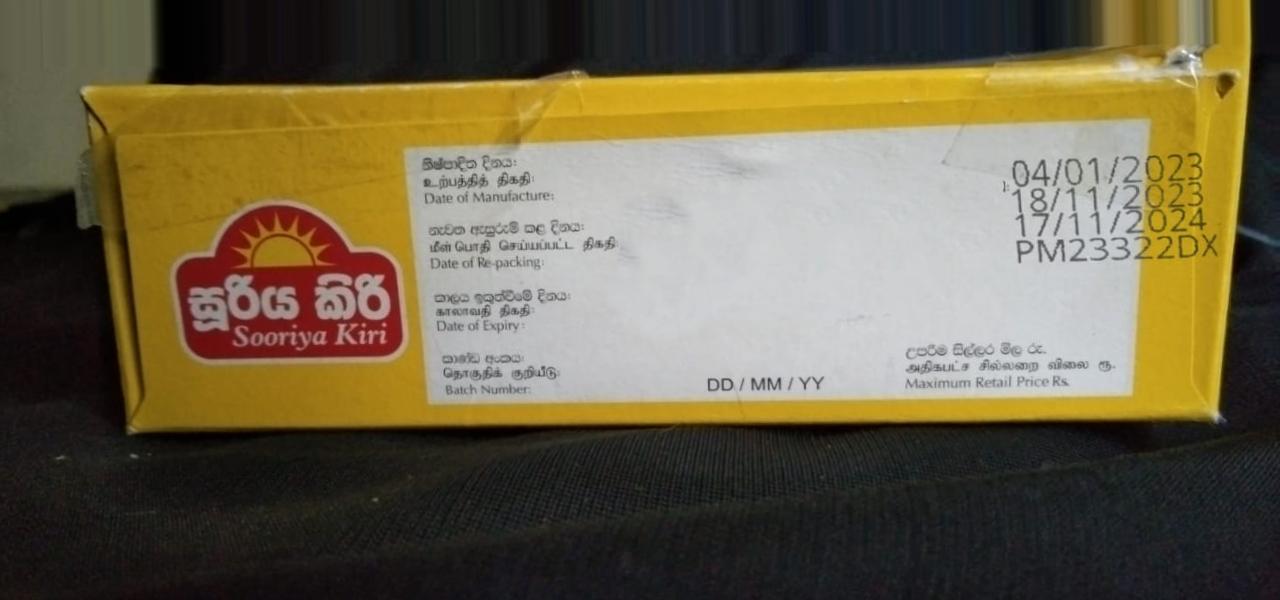 සූරිය කිරි
Sooriya Kiri
නිෂ්පාදිත දිනය:
உற்பத்தித் திகதி:
Date of Manufacture:
නැවත ඇසුරුම් කළ දිනය:
மீள் பொதி செய்யப்பட்ட திகதி:
Date of Re-packing:
කාලය ඉකුත්වීමේ දිනය:
காலாவதி திகதி:
Date of Expiry:
කාණ්ඩ අංකය:
தொகுதிக் குறியீடு:
Batch Number:
DD / MM / YY
04/01/2023
18/11/2023
17/11/2024
PM23322DX
උපරිම සිල්ලර මිල රු.
அதிகபட்ச சில்லறை விலை ரூ.
Maximum Retail Price Rs.